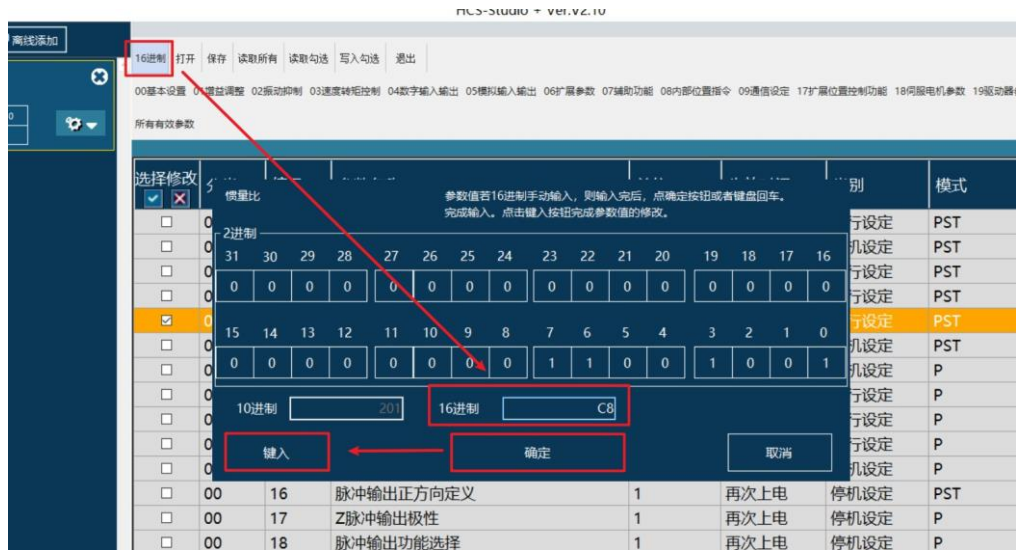 HCS-Studio + Ver.V2.10
离线添加
16进制 打开 保存 读取所有 读取勾选 写入勾选 退出
00基本设置 01增益调整 02振动抑制 03速度转矩控制 04数字输入输出 05模拟输入输出 06扩展参数 07辅助功能 08内部位置指令 09通信设定 17扩展位置控制功能 18伺服电机参数 19驱动器
所有有效参数
选择修改 模式
惯量比 参数值若16进制手动输入，则输入完后，点确定按钮或者键盘回车。
完成输入。点击键入按钮完成参数值的修改。
2进制
31 30 29 28 27 26 25 24 23 22 21 20 19 18 17 16
0 0 0 0 0 0 0 0 0 0 0 0 0 0 0 0
15 14 13 12 11 10 9 8 7 6 5 4 3 2 1 0
0 0 0 0 0 0 0 0 1 1 0 0 1 0 0 1
10进制 201 16进制 C8
键入 确定 取消
行设定 PST
机设定 PST
行设定 PST
行设定 PST
行设定 PST
机设定 PST
机设定 P
行设定 P
行设定 P
行设定 P
机设定 P
00 16 脉冲输出正方向定义 1 再次上电 停机设定 PST
00 17 Z脉冲输出极性 1 再次上电 停机设定 P
00 18 脉冲输出功能选择 1 再次上电 停机设定 P